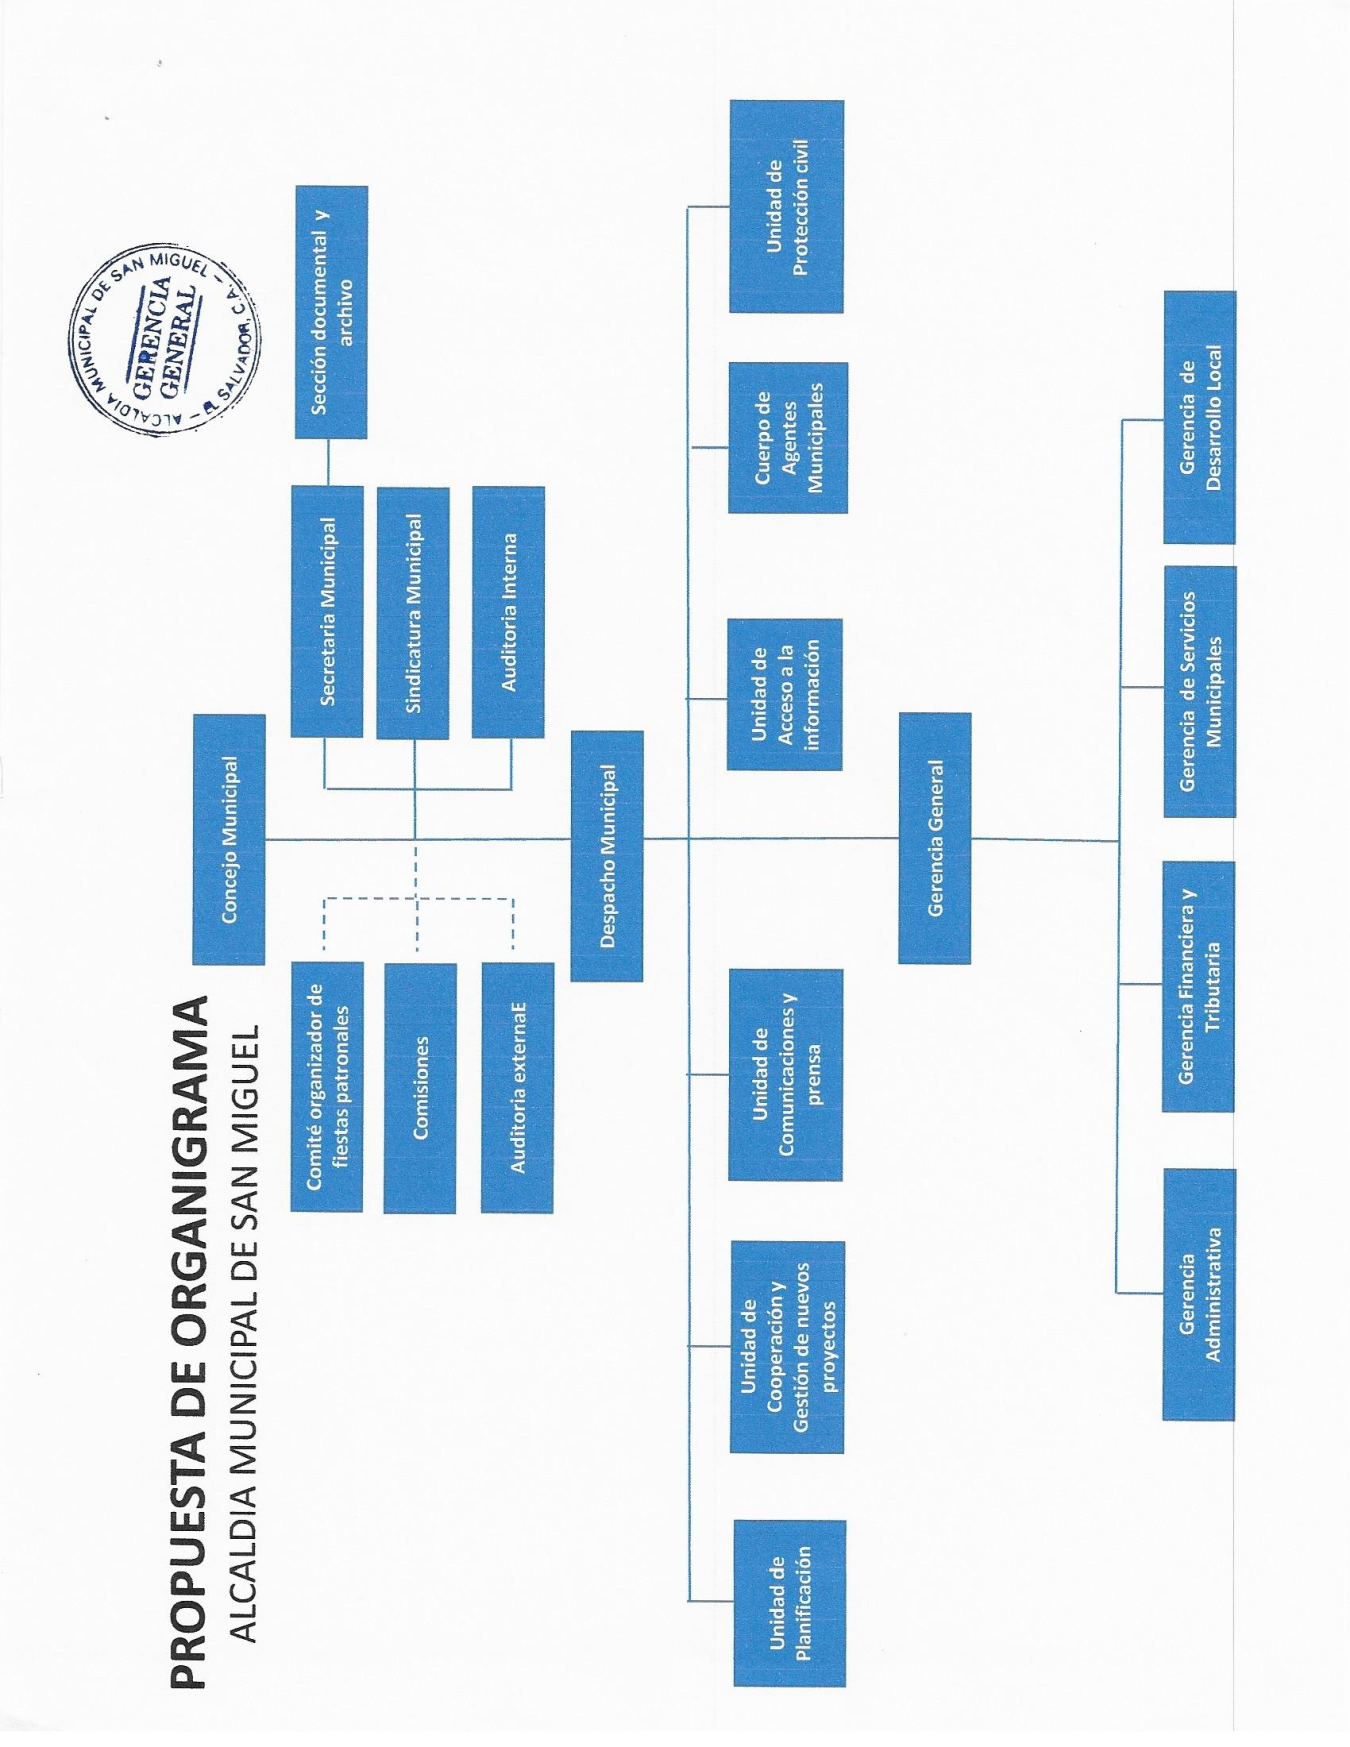 PROPUESTA DE ORGANIGRAMA
ALCALDIA MUNICIPAL DE SAN MIGUEL
ALCALDIA MUNICIPAL DE SAN MIGUEL
GERENCIA
GENERAL
— EL SALVADOR, C.A. —
Concejo Municipal
Comité organizador de
fiestas patronales
Secretaria Municipal
Sección documental y
archivo
Comisiones
Sindicatura Municipal
Auditoria externaE
Auditoria Interna
Despacho Municipal
Unidad de
Planificación
Unidad de
Cooperación y
Gestión de nuevos
proyectos
Unidad de
Comunicaciones y
prensa
Unidad de
Acceso a la
información
Cuerpo de
Agentes
Municipales
Unidad de
Protección civil
Gerencia General
Gerencia
Administrativa
Gerencia Financiera y
Tributaria
Gerencia de Servicios
Municipales
Gerencia de
Desarrollo Local